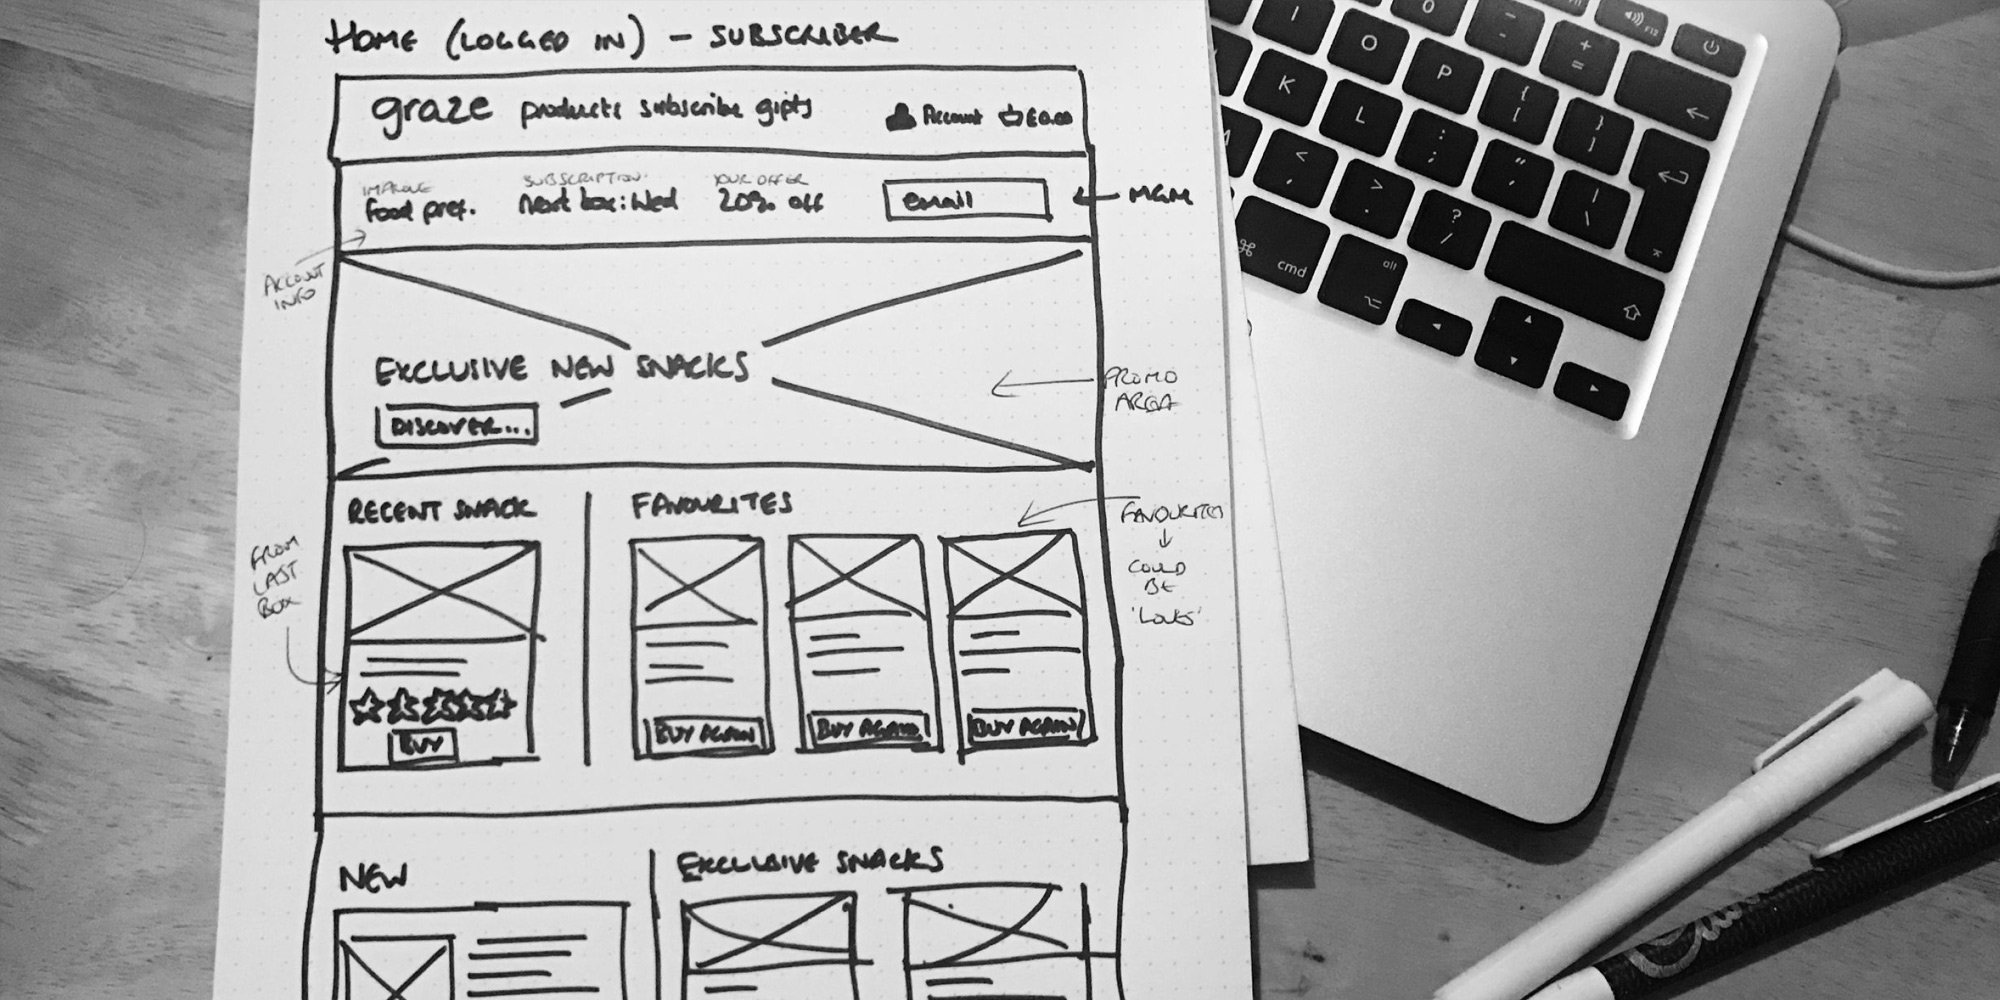 HOME (LOGGED IN) - SUBSCRIBER
graze products subscribe gifts Account £0.00
IMPROVE SUBSCRIPTION: YOUR OFFER
food pref. next box: Wed 20% off email
MGM
ACCOUNT
INFO
EXCLUSIVE NEW SNACKS
DISCOVER...
PROMO
AREA
RECENT SNACK FAVOURITES
FAVOURITES
COULD
BE
'LOVES'
FROM
LAST
BOX
BUY
BUY AGAIN BUY AGAIN BUY AGAIN
NEW EXCLUSIVE SNACKS
I O P { [ } ]
K L : ; " ' | \
< , > . ? /
⌘ cmd alt
F12